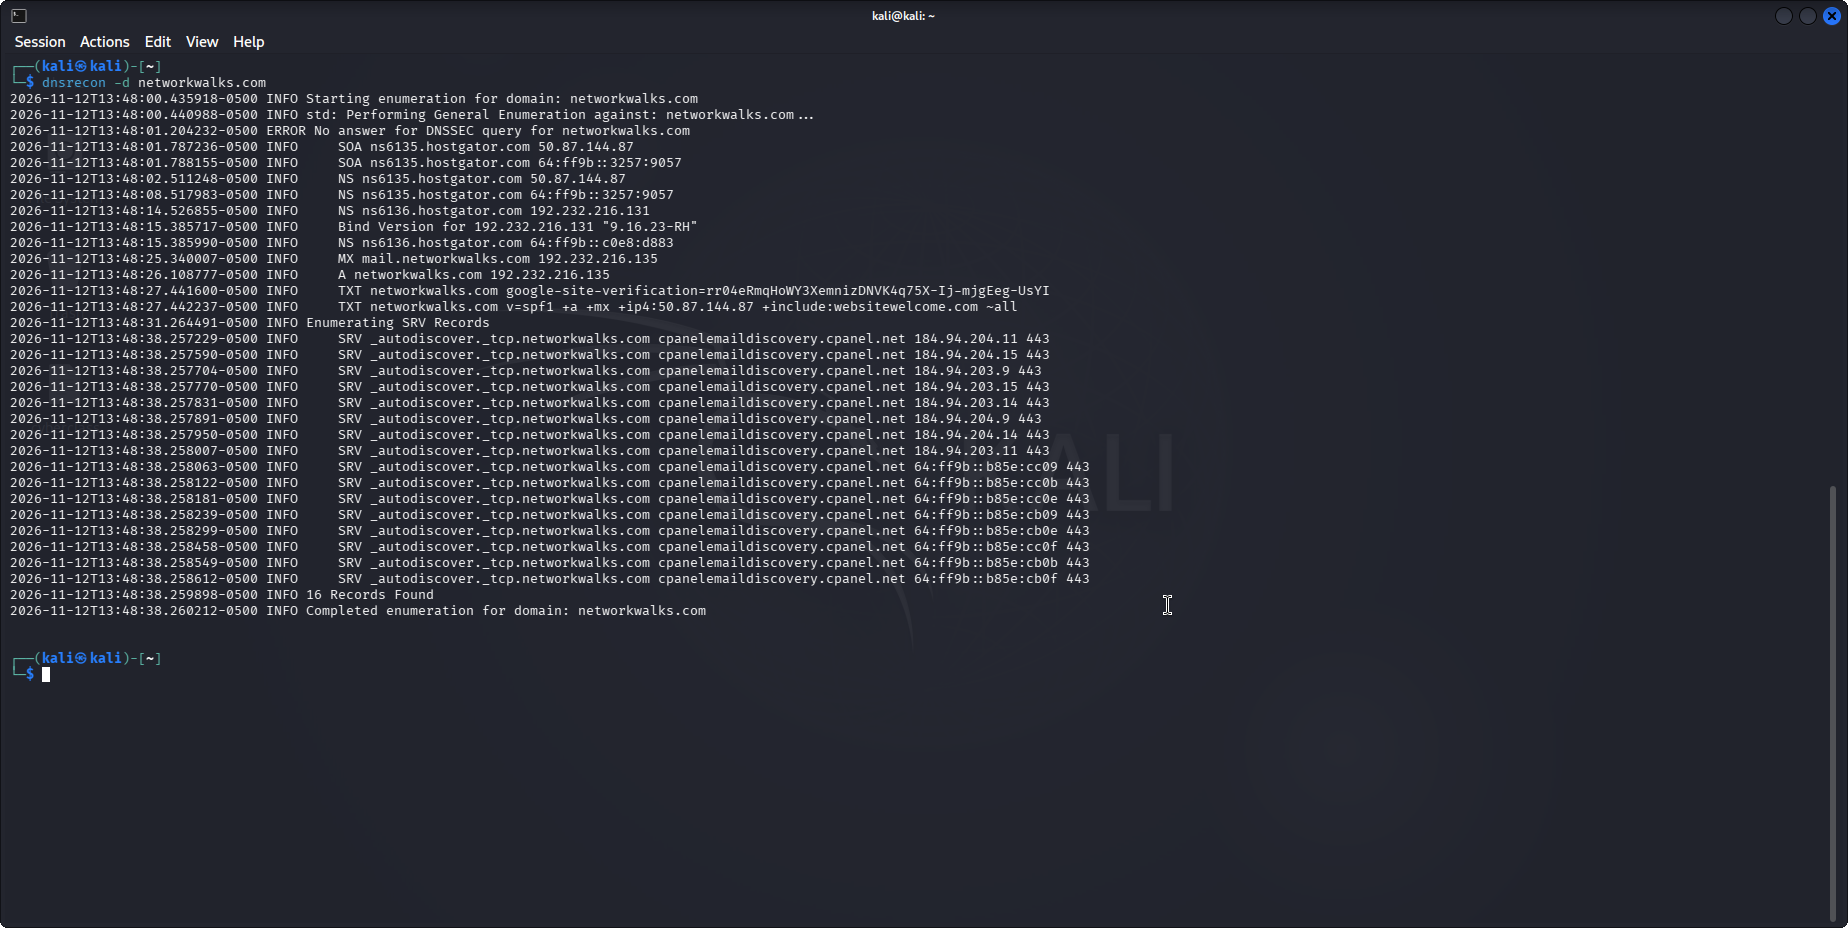 kali@kali: ~
Session Actions Edit View Help
┌──(kali㉿kali)-[~]
└─$ dnsrecon -d networkwalks.com
2026-11-12T13:48:00.435918-0500 INFO Starting enumeration for domain: networkwalks.com
2026-11-12T13:48:00.440988-0500 INFO std: Performing General Enumeration against: networkwalks.com...
2026-11-12T13:48:01.204232-0500 ERROR No answer for DNSSEC query for networkwalks.com
2026-11-12T13:48:01.787236-0500 INFO     SOA ns6135.hostgator.com 50.87.144.87
2026-11-12T13:48:01.788155-0500 INFO     SOA ns6135.hostgator.com 64:ff9b::3257:9057
2026-11-12T13:48:02.511248-0500 INFO     NS ns6135.hostgator.com 50.87.144.87
2026-11-12T13:48:08.517983-0500 INFO     NS ns6135.hostgator.com 64:ff9b::3257:9057
2026-11-12T13:48:14.526855-0500 INFO     NS ns6136.hostgator.com 192.232.216.131
2026-11-12T13:48:15.385717-0500 INFO     Bind Version for 192.232.216.131 "9.16.23-RH"
2026-11-12T13:48:15.385990-0500 INFO     NS ns6136.hostgator.com 64:ff9b::c0e8:d883
2026-11-12T13:48:25.340007-0500 INFO     MX mail.networkwalks.com 192.232.216.135
2026-11-12T13:48:26.108777-0500 INFO     A networkwalks.com 192.232.216.135
2026-11-12T13:48:27.441600-0500 INFO     TXT networkwalks.com google-site-verification=rr04eRmqHoWY3XemnizDNVK4q75X-Ij-mjgEeg-UsYI
2026-11-12T13:48:27.442237-0500 INFO     TXT networkwalks.com v=spf1 +a +mx +ip4:50.87.144.87 +include:websitewelcome.com ~all
2026-11-12T13:48:31.264491-0500 INFO Enumerating SRV Records
2026-11-12T13:48:38.257229-0500 INFO     SRV _autodiscover._tcp.networkwalks.com cpanelemaildiscovery.cpanel.net 184.94.204.11 443
2026-11-12T13:48:38.257590-0500 INFO     SRV _autodiscover._tcp.networkwalks.com cpanelemaildiscovery.cpanel.net 184.94.204.15 443
2026-11-12T13:48:38.257704-0500 INFO     SRV _autodiscover._tcp.networkwalks.com cpanelemaildiscovery.cpanel.net 184.94.203.9 443
2026-11-12T13:48:38.257770-0500 INFO     SRV _autodiscover._tcp.networkwalks.com cpanelemaildiscovery.cpanel.net 184.94.203.15 443
2026-11-12T13:48:38.257831-0500 INFO     SRV _autodiscover._tcp.networkwalks.com cpanelemaildiscovery.cpanel.net 184.94.203.14 443
2026-11-12T13:48:38.257891-0500 INFO     SRV _autodiscover._tcp.networkwalks.com cpanelemaildiscovery.cpanel.net 184.94.204.9 443
2026-11-12T13:48:38.257950-0500 INFO     SRV _autodiscover._tcp.networkwalks.com cpanelemaildiscovery.cpanel.net 184.94.204.14 443
2026-11-12T13:48:38.258007-0500 INFO     SRV _autodiscover._tcp.networkwalks.com cpanelemaildiscovery.cpanel.net 184.94.203.11 443
2026-11-12T13:48:38.258063-0500 INFO     SRV _autodiscover._tcp.networkwalks.com cpanelemaildiscovery.cpanel.net 64:ff9b::b85e:cc09 443
2026-11-12T13:48:38.258122-0500 INFO     SRV _autodiscover._tcp.networkwalks.com cpanelemaildiscovery.cpanel.net 64:ff9b::b85e:cc0b 443
2026-11-12T13:48:38.258181-0500 INFO     SRV _autodiscover._tcp.networkwalks.com cpanelemaildiscovery.cpanel.net 64:ff9b::b85e:cc0e 443
2026-11-12T13:48:38.258239-0500 INFO     SRV _autodiscover._tcp.networkwalks.com cpanelemaildiscovery.cpanel.net 64:ff9b::b85e:cb09 443
2026-11-12T13:48:38.258299-0500 INFO     SRV _autodiscover._tcp.networkwalks.com cpanelemaildiscovery.cpanel.net 64:ff9b::b85e:cb0e 443
2026-11-12T13:48:38.258458-0500 INFO     SRV _autodiscover._tcp.networkwalks.com cpanelemaildiscovery.cpanel.net 64:ff9b::b85e:cc0f 443
2026-11-12T13:48:38.258549-0500 INFO     SRV _autodiscover._tcp.networkwalks.com cpanelemaildiscovery.cpanel.net 64:ff9b::b85e:cb0b 443
2026-11-12T13:48:38.258612-0500 INFO     SRV _autodiscover._tcp.networkwalks.com cpanelemaildiscovery.cpanel.net 64:ff9b::b85e:cb0f 443
2026-11-12T13:48:38.259898-0500 INFO 16 Records Found
2026-11-12T13:48:38.260212-0500 INFO Completed enumeration for domain: networkwalks.com
┌──(kali㉿kali)-[~]
└─$